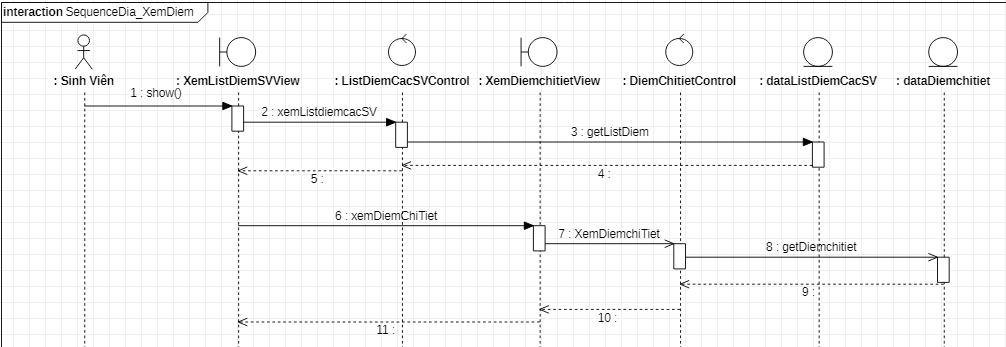 interaction SequenceDia_XemDiem
: Sinh Viên
: XemListDiemSVView
: ListDiemCacSVControl
: XemDiemchitietView
: DiemChitietControl
: dataListDiemCacSV
: dataDiemchitiet
1 : show()
2 : xemListdiemcacSV
3 : getListDiem
4 :
5 :
6 : xemDiemChiTiet
7 : XemDiemchiTiet
8 : getDiemchitiet
9 :
10 :
11 :